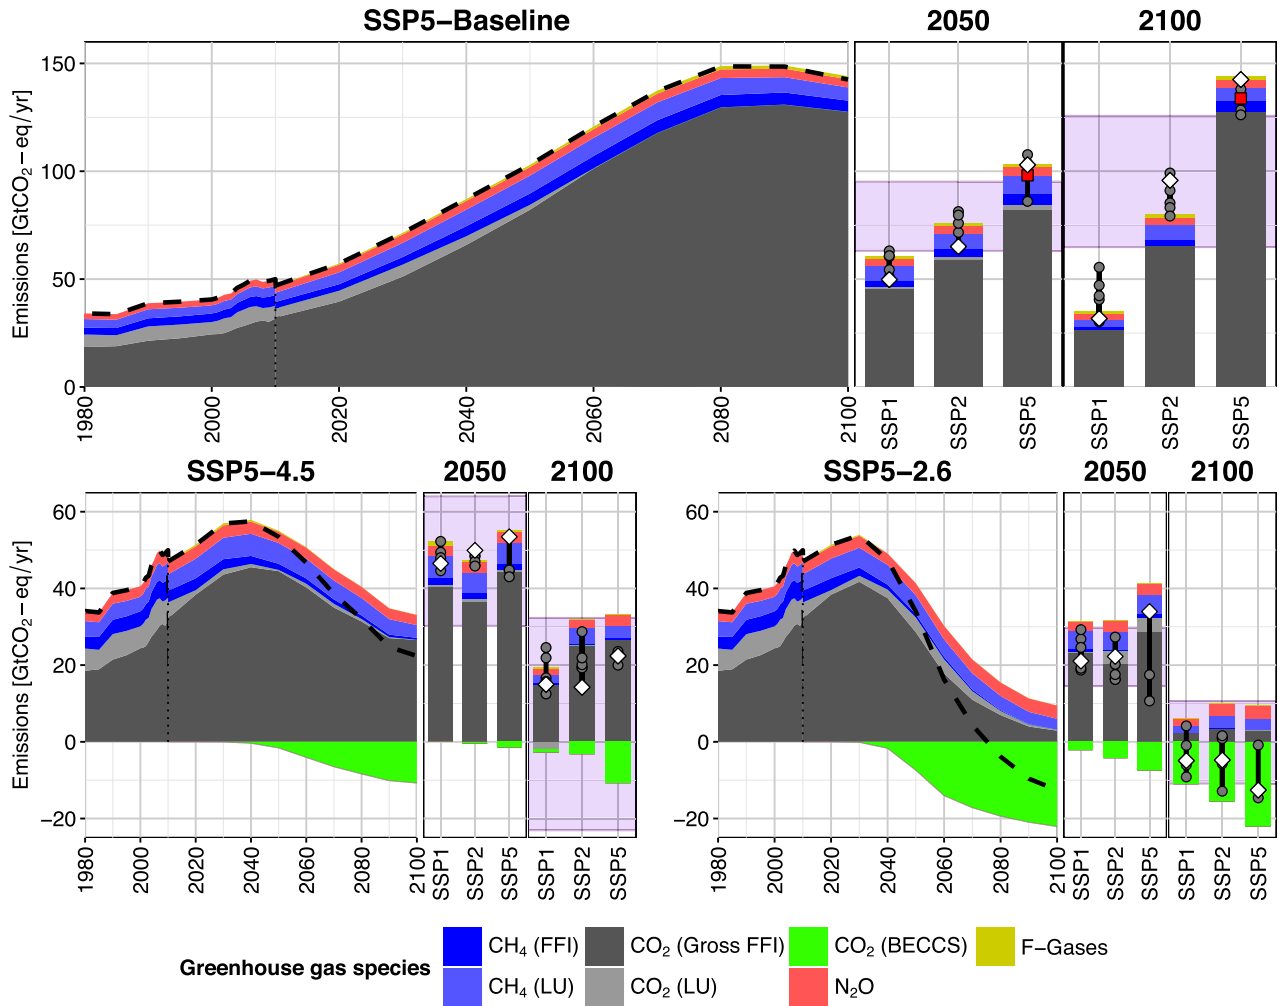 SSP5−Baseline 2050 2100
Emissions [GtCO2−eq/yr]
150
100
50
0
1980 2000 2020 2040 2060 2080 2100 SSP1 SSP2 SSP5 SSP1 SSP2 SSP5
SSP5−4.5 2050 2100 SSP5−2.6 2050 2100
Emissions [GtCO2−eq/yr]
60 60
40 40
20 20
0 0
−20 −20
1980 2000 2020 2040 2060 2080 2100 SSP1 SSP2 SSP5 SSP1 SSP2 SSP5 1980 2000 2020 2040 2060 2080 2100 SSP1 SSP2 SSP5 SSP1 SSP2 SSP5
Greenhouse gas species
CH4 (FFI) CO2 (Gross FFI) CO2 (BECCS) F−Gases
CH4 (LU) CO2 (LU) N2O